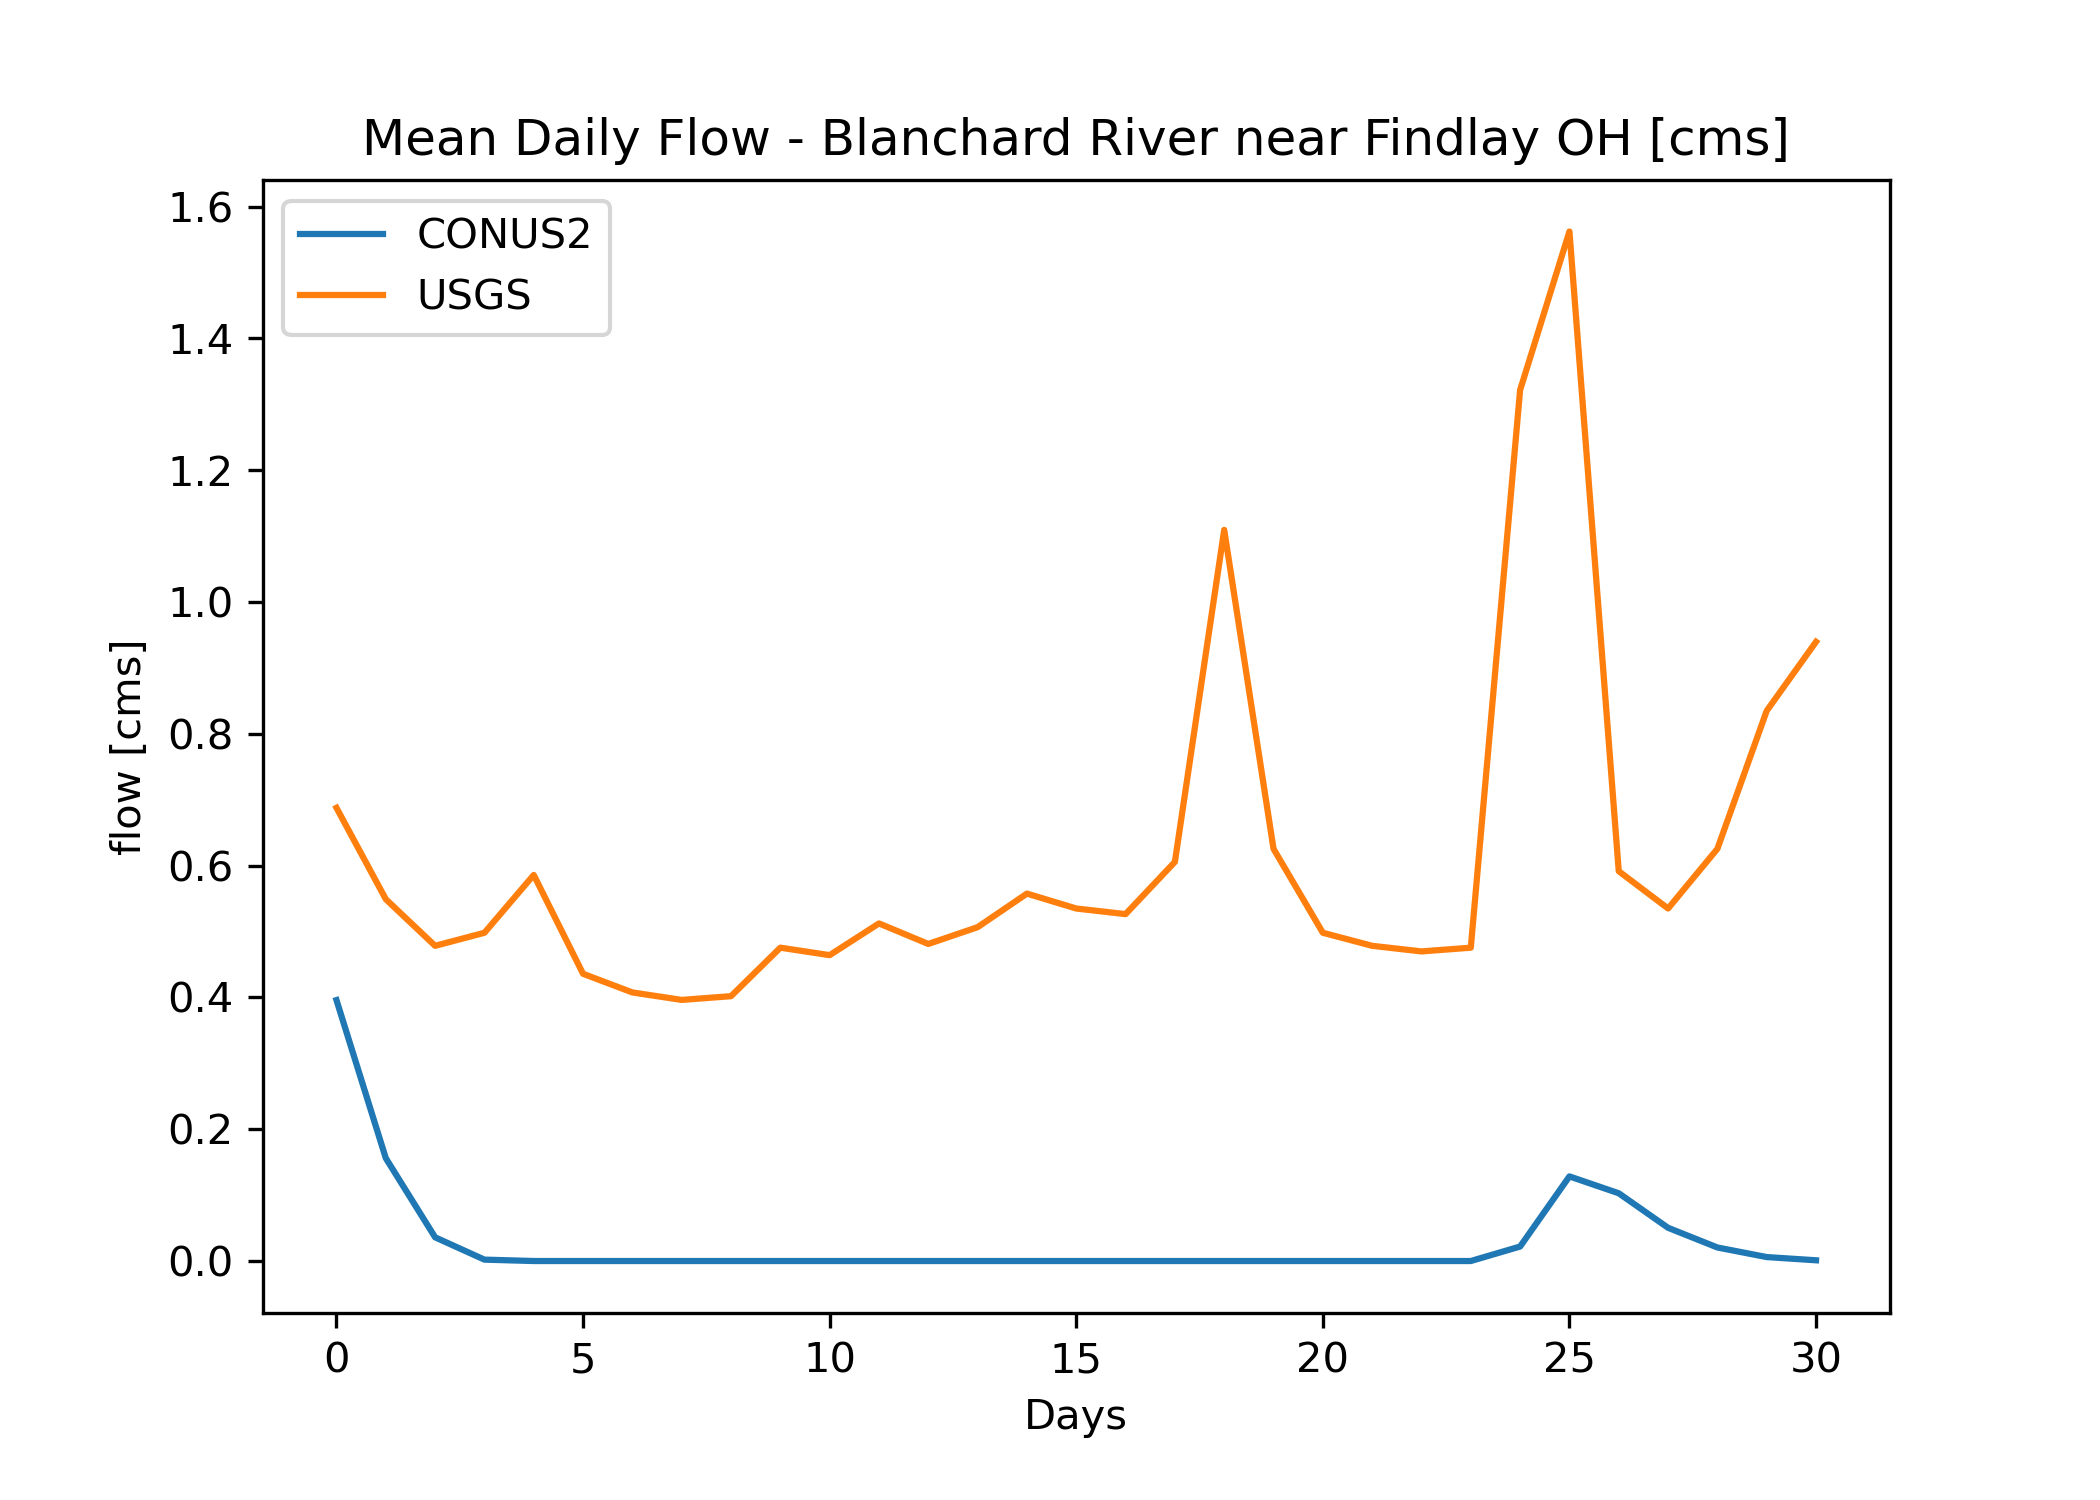 Mean Daily Flow - Blanchard River near Findlay OH [cms]
CONUS2
USGS
flow [cms]
1.6
1.4
1.2
1.0
0.8
0.6
0.4
0.2
0.0
0 5 10 15 20 25 30
Days